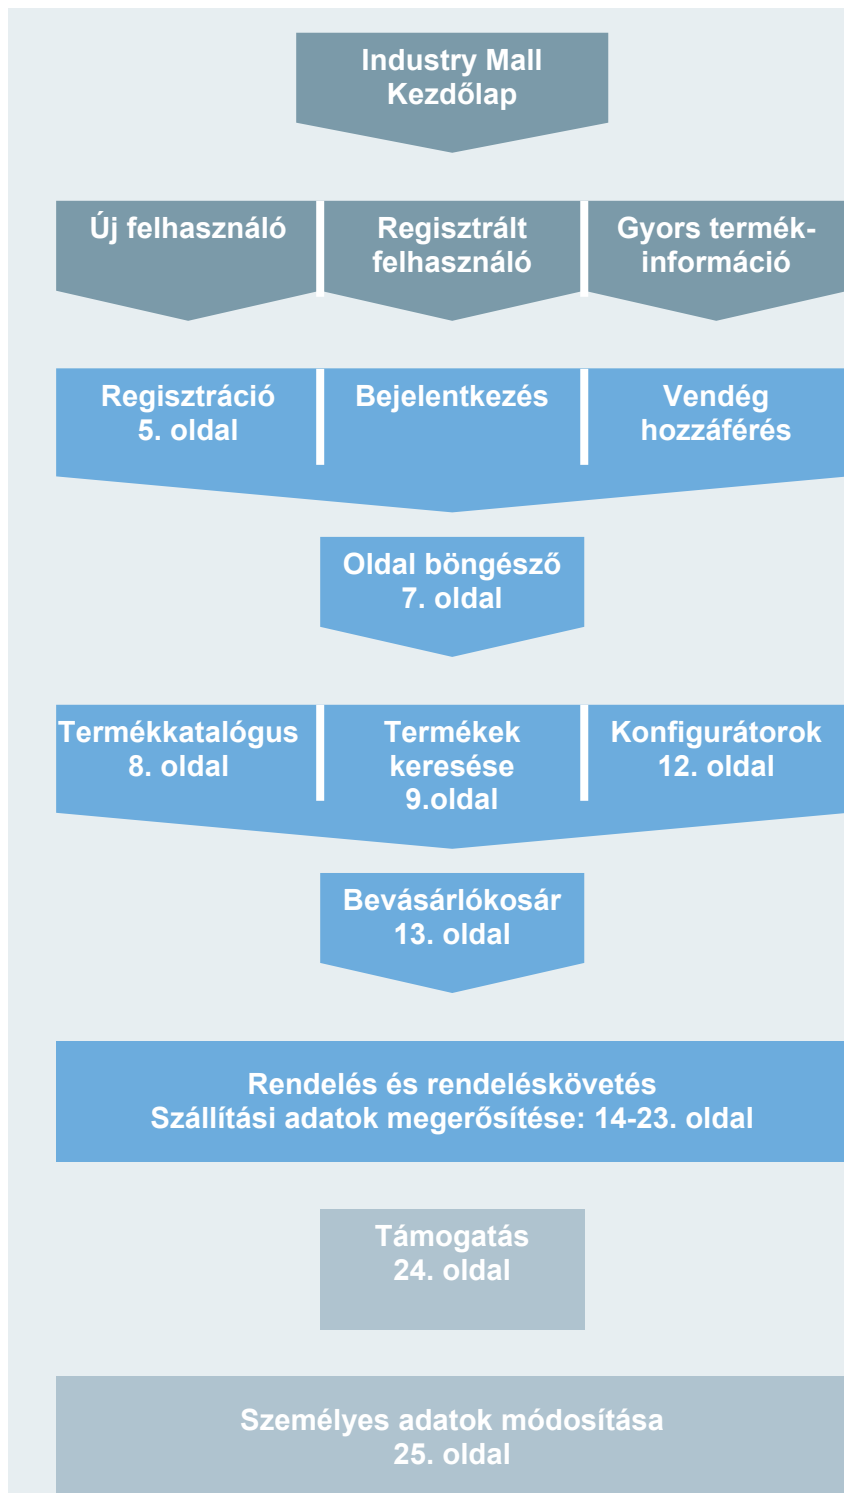 Industry Mall
Kezdőlap
Új felhasználó
Regisztrált
felhasználó
Gyors termék-
információ
Regisztráció
5. oldal
Bejelentkezés
Vendég
hozzáférés
Oldal böngésző
7. oldal
Termékkatalógus
8. oldal
Termékek
keresése
9.oldal
Konfigurátorok
12. oldal
Bevásárlókosár
13. oldal
Rendelés és rendeléskövetés
Szállítási adatok megerősítése: 14-23. oldal
Támogatás
24. oldal
Személyes adatok módosítása
25. oldal